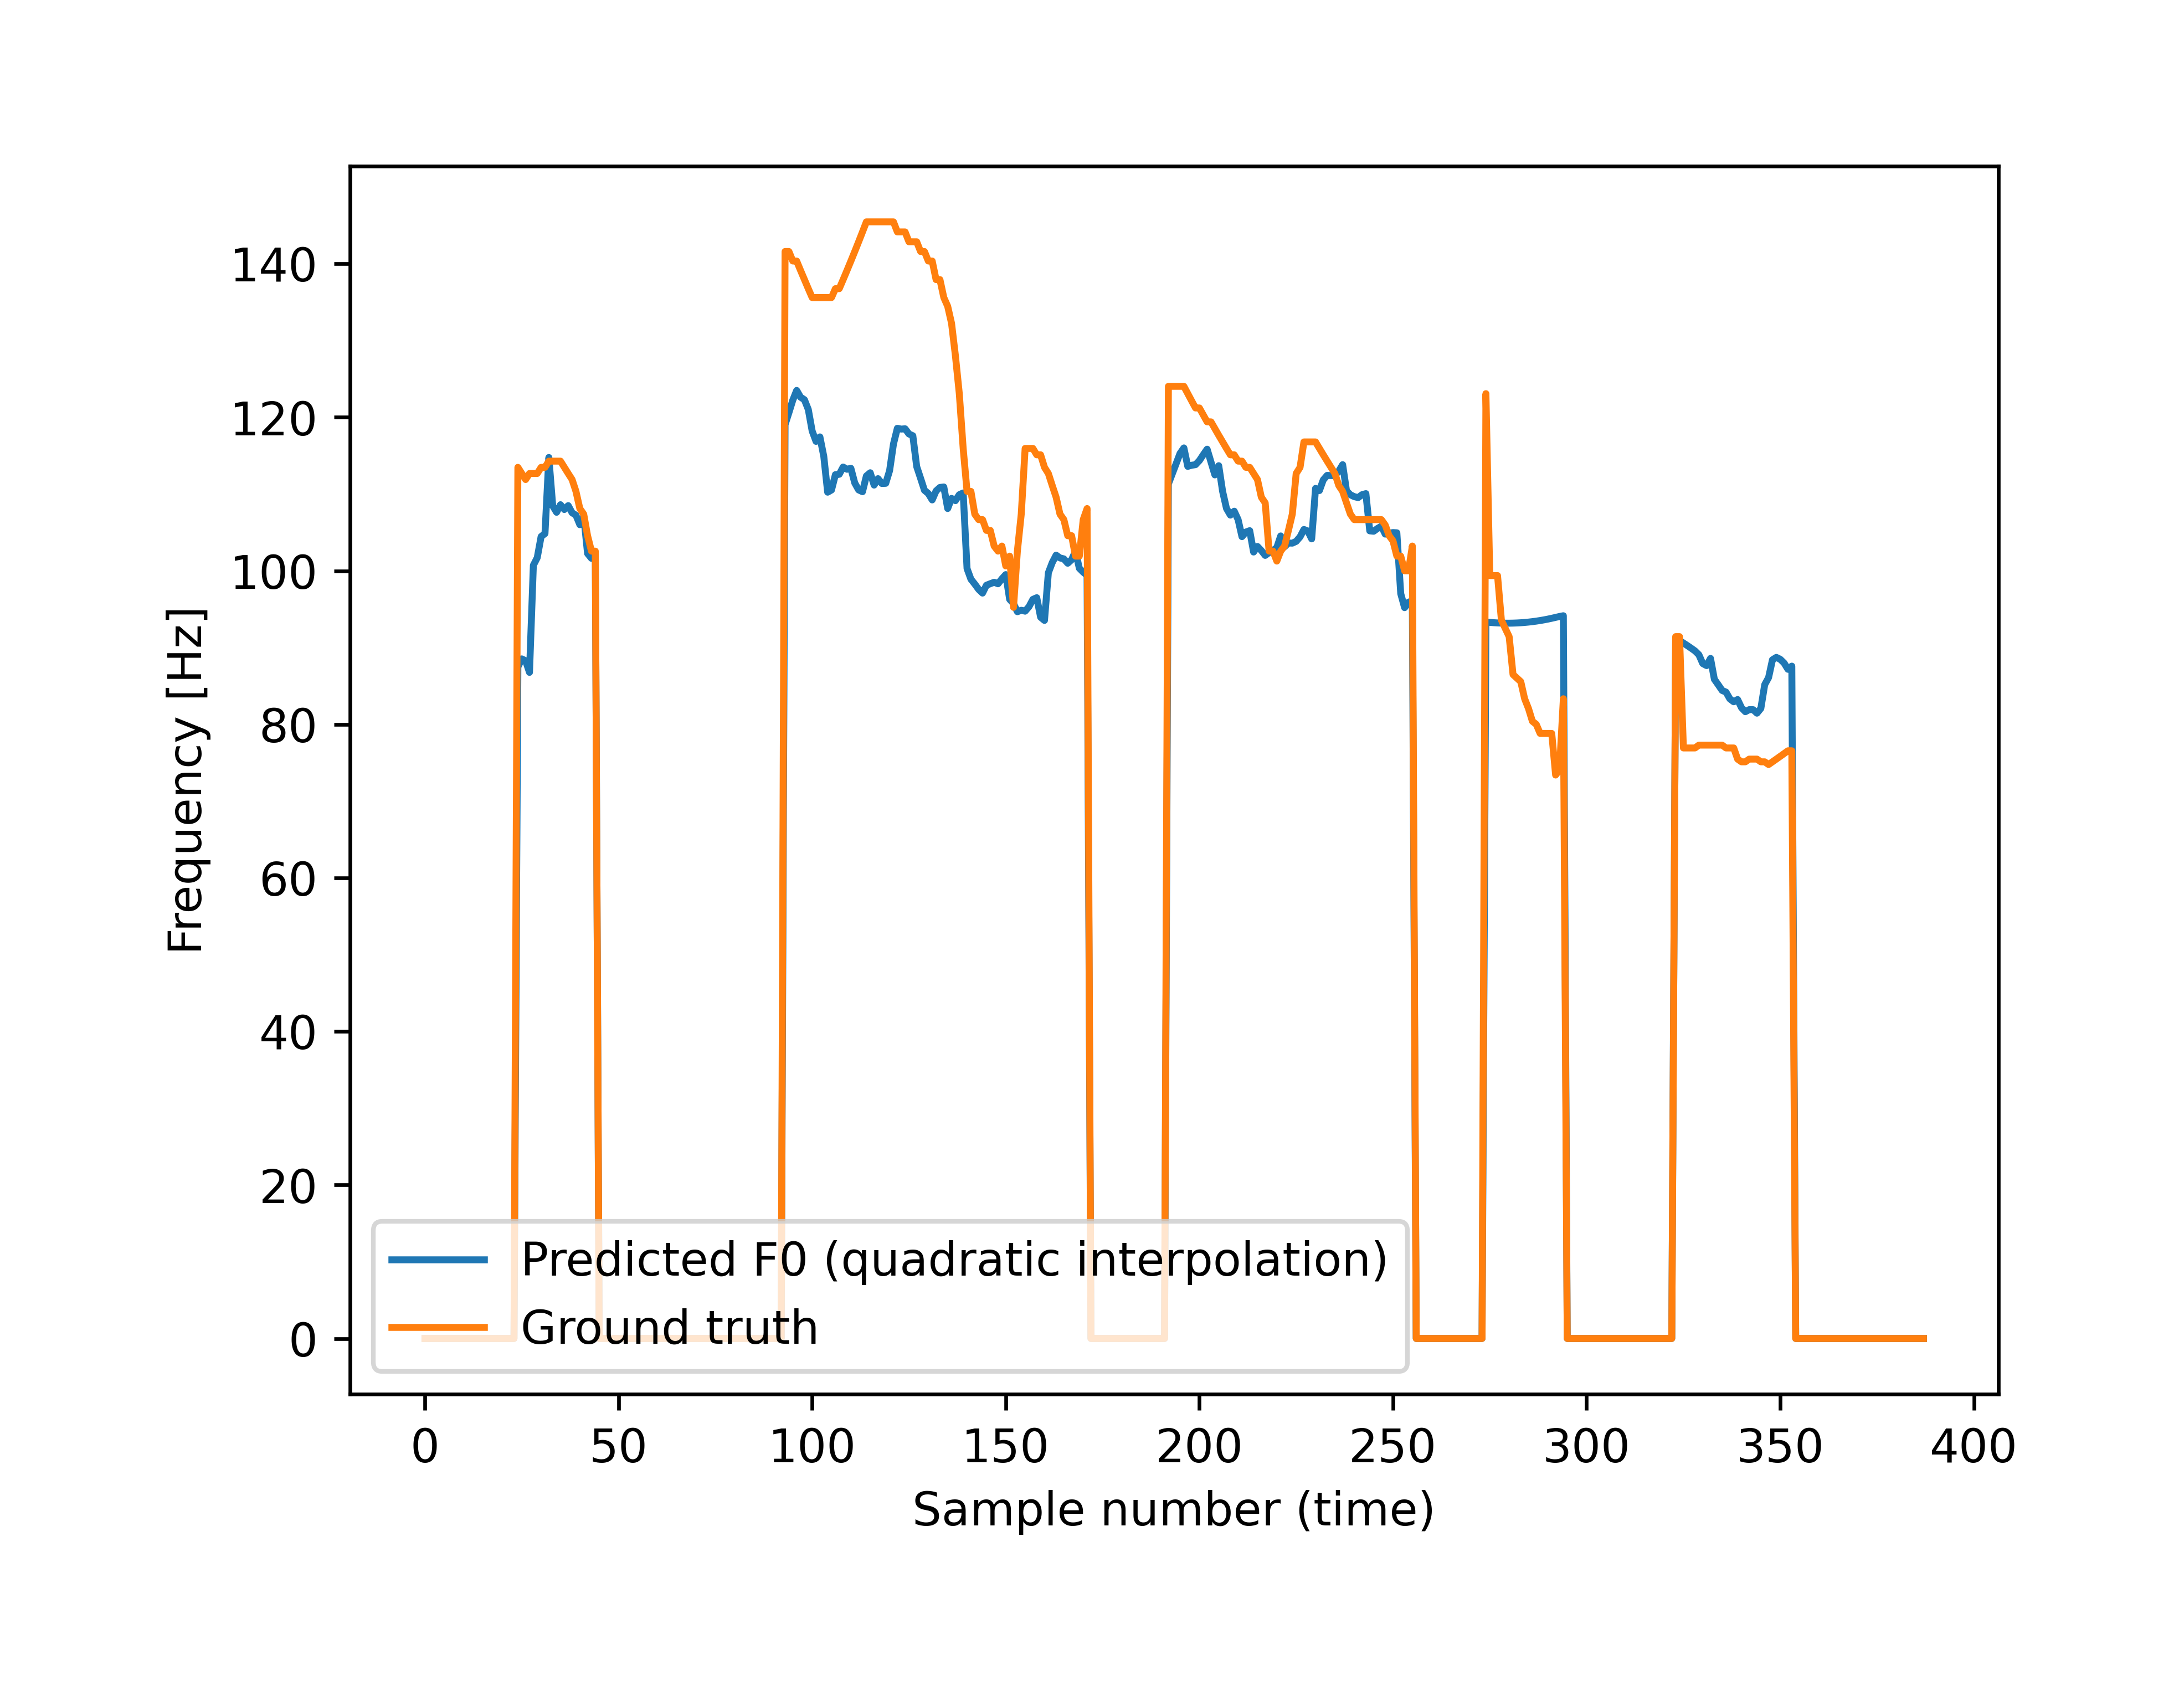 140
120
100
80
60
40
20
0
Frequency [Hz]
Predicted F0 (quadratic interpolation)
Ground truth
0 50 100 150 200 250 300 350 400
Sample number (time)